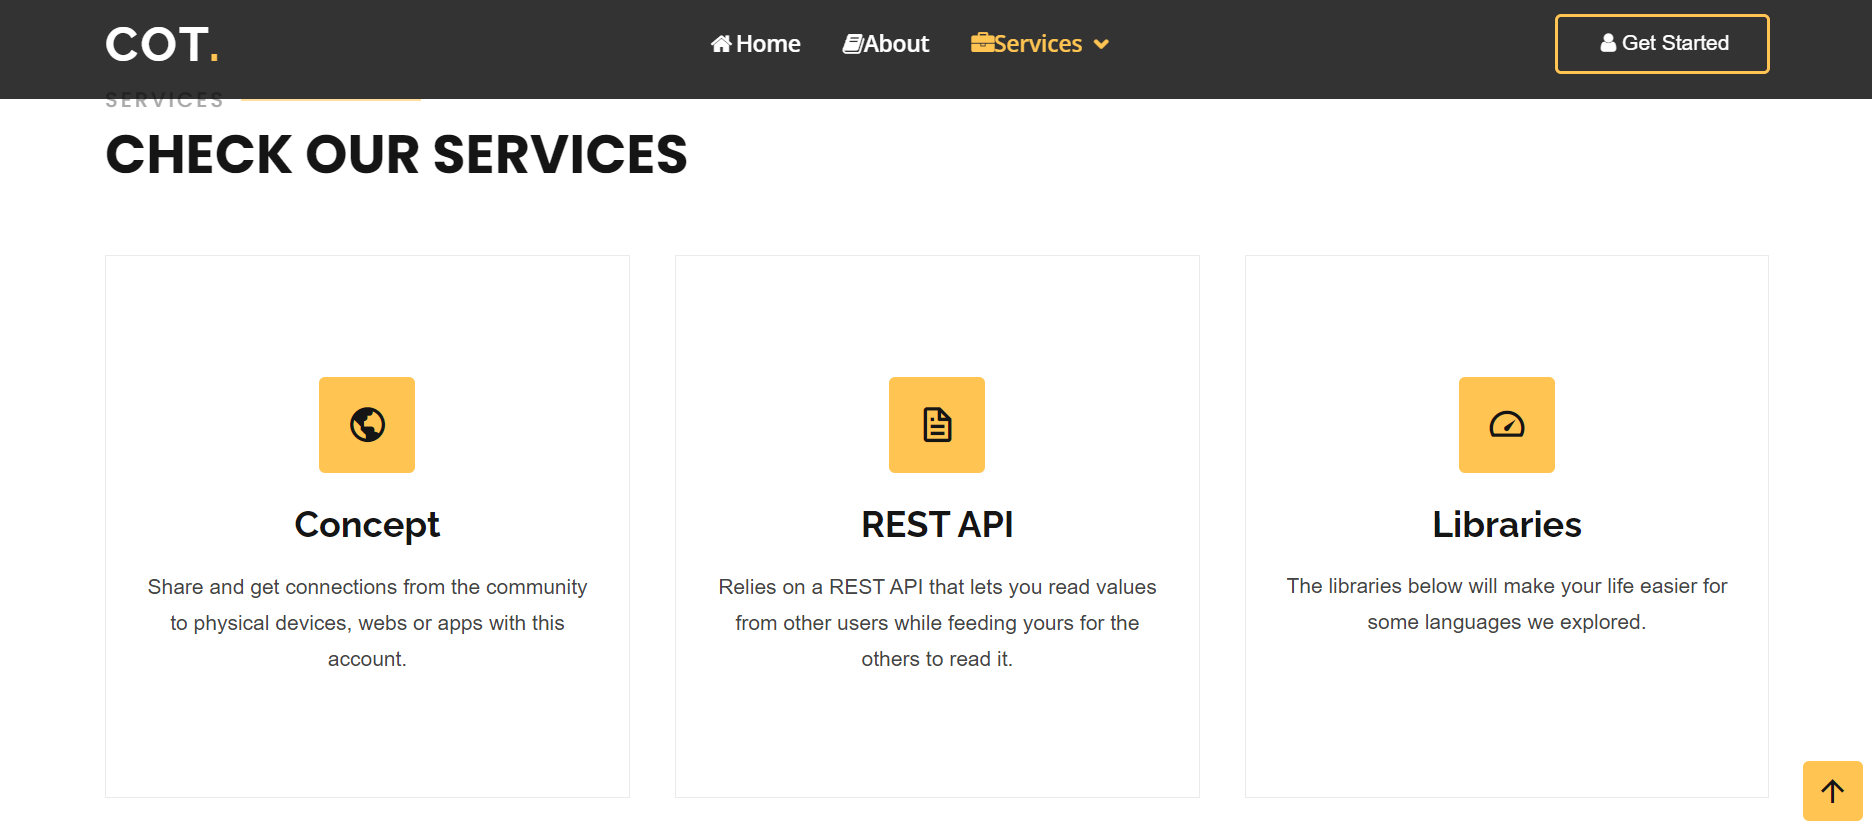 COT.
Home About Services
Get Started
SERVICES
CHECK OUR SERVICES
Concept
Share and get connections from the community
to physical devices, webs or apps with this
account.
REST API
Relies on a REST API that lets you read values
from other users while feeding yours for the
others to read it.
Libraries
The libraries below will make your life easier for
some languages we explored.